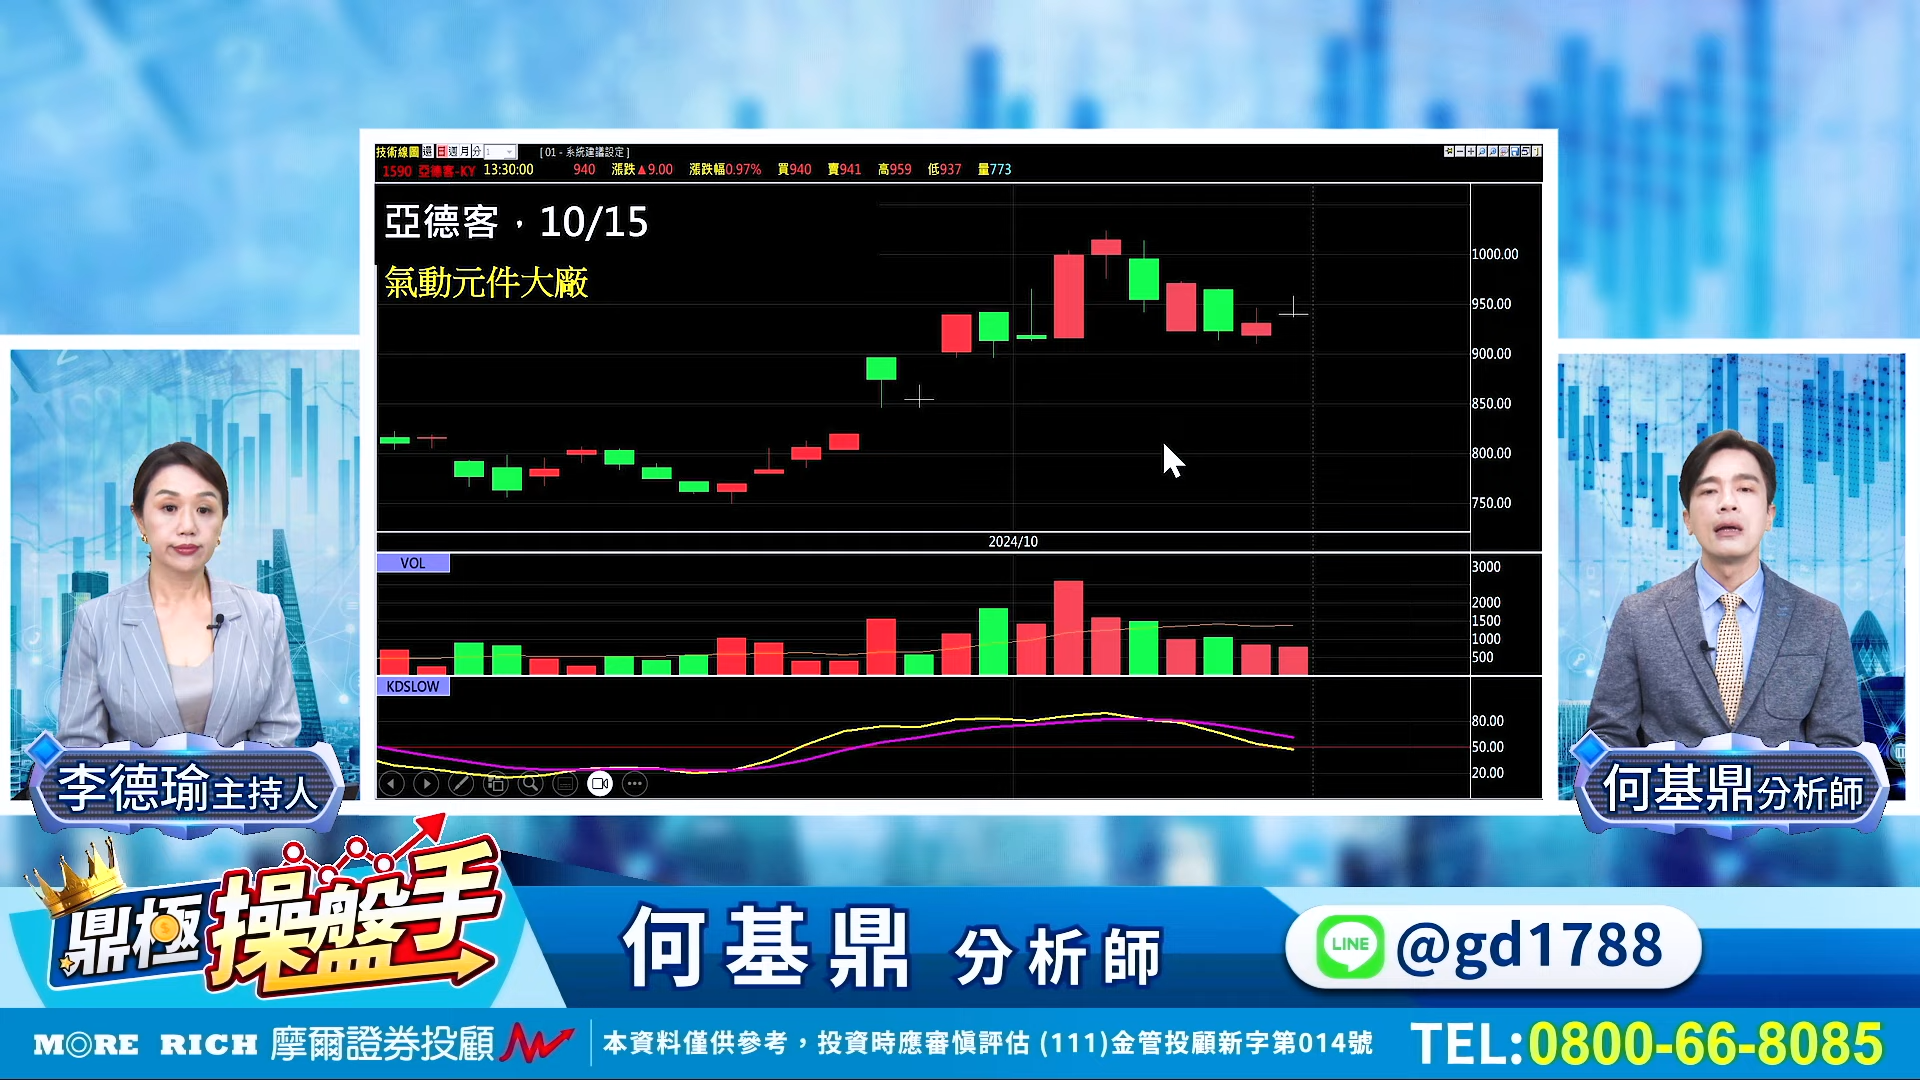 技術線圖 還 日 週 月 分 1 [ 01 - 系統建議設定 ]
1590 亞德客-KY 13:30:00 940 漲跌▲9.00 漲跌幅0.97% 買940 賣941 高959 低937 量773
亞德客，10/15
氣動元件大廠
1000.00
950.00
900.00
850.00
800.00
750.00
2024/10
VOL
3000
2000
1500
1000
500
KDSLOW
80.00
50.00
20.00
李德瑜主持人
何基鼎分析師
鼎極操盤手
何基鼎 分析師
LINE @gd1788
MORE RICH 摩爾證券投顧
本資料僅供參考，投資時應審慎評估 (111)金管投顧新字第014號
TEL:0800-66-8085